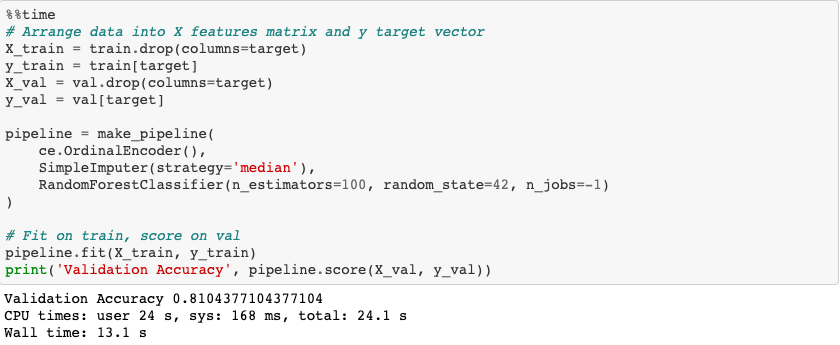 %%time
# Arrange data into X features matrix and y target vector
X_train = train.drop(columns=target)
y_train = train[target]
X_val = val.drop(columns=target)
y_val = val[target]

pipeline = make_pipeline(
    ce.OrdinalEncoder(),
    SimpleImputer(strategy='median'),
    RandomForestClassifier(n_estimators=100, random_state=42, n_jobs=-1)
)

# Fit on train, score on val
pipeline.fit(X_train, y_train)
print('Validation Accuracy', pipeline.score(X_val, y_val))
Validation Accuracy 0.8104377104377104
CPU times: user 24 s, sys: 168 ms, total: 24.1 s
Wall time: 13.1 s